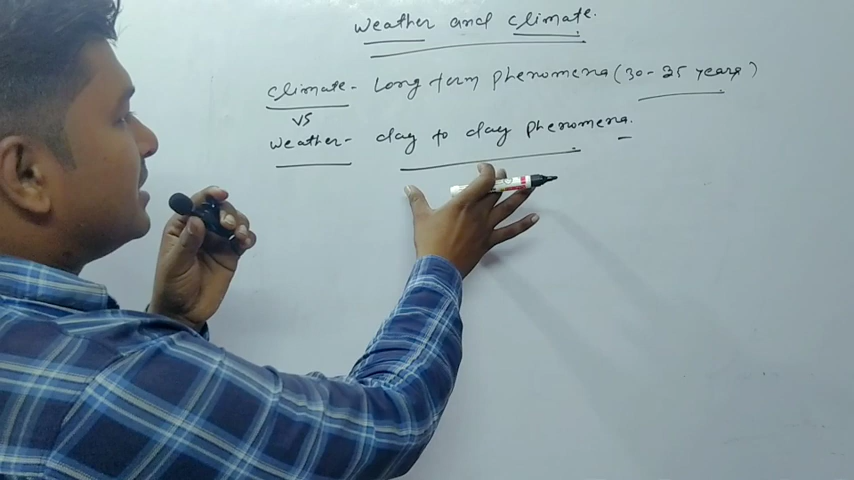 Weather and climate.
climate - Long term phenomena (30 - 35 years)
vs
weather - day to day phenomena.